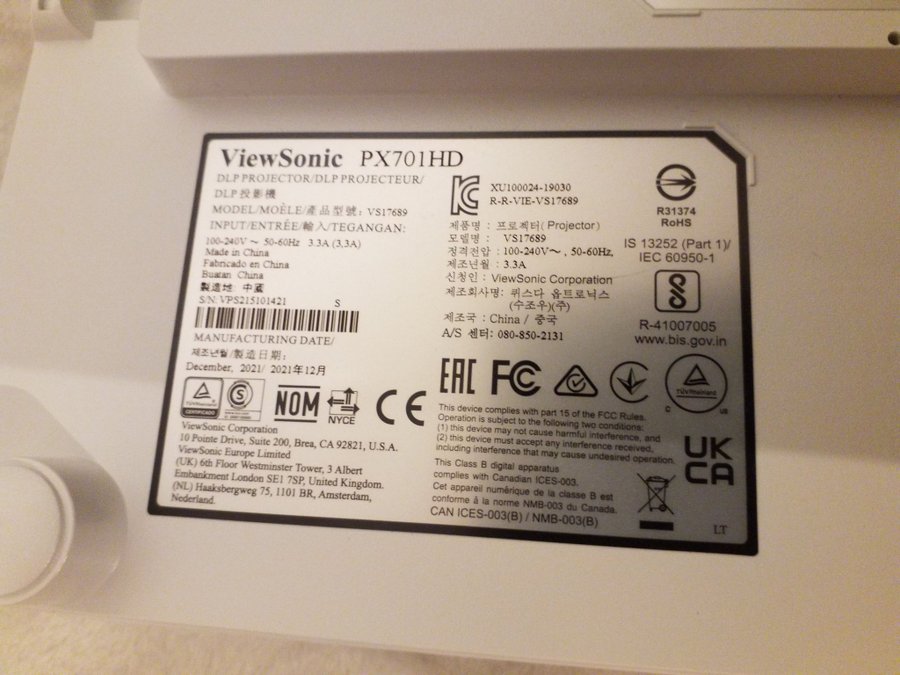 ViewSonic PX701HD
DLP PROJECTOR/DLP PROJECTEUR/
DLP 投影機
MODEL/MOÈLE/產品型號: VS17689
INPUT/ENTRÉE/輸入/TEGANGAN:
100-240V ~ 50-60Hz 3.3A (3,3A)
Made in China
Fabricado en China
Buatan China
製造地: 中國
S/N: VPS215101421 S
MANUFACTURING DATE/
제조년월/製造日期:
December, 2021/ 2021年12月
TÜVRheinland
CERTIFICADO
S
NOM
NYCE
CE
ViewSonic Corporation
10 Pointe Drive, Suite 200, Brea, CA 92821, U.S.A.
ViewSonic Europe Limited
(UK) 6th Floor Westminster Tower, 3 Albert
Embankment London SE1 7SP, United Kingdom.
(NL) Haaksbergweg 75, 1101 BR, Amsterdam,
Nederland.
XU100024-19030
R-R-VIE-VS17689
제품명 : 프로젝터(Projector)
모델명 : VS17689
정격전압 : 100-240V~, 50-60Hz,
제조년월 : 3.3A
신청인 : ViewSonic Corporation
제조회사명: 퀴스다 옵트로닉스
(수조우)(주)
제조국 : China / 중국
A/S 센터: 080-850-2131
R31374
RoHS
IS 13252 (Part 1)/
IEC 60950-1
R-41007005
www.bis.gov.in
EAC FC
TÜVRheinland
C US
This device complies with part 15 of the FCC Rules.
Operation is subject to the following two conditions:
(1) this device may not cause harmful interference, and
(2) this device must accept any interference received,
including interference that may cause undesired operation.
UK
CA
This Class B digital apparatus
complies with Canadian ICES-003.
Cet appareil numérique de la classe B est
conforme à la norme NMB-003 du Canada.
CAN ICES-003(B) / NMB-003(B)
LT